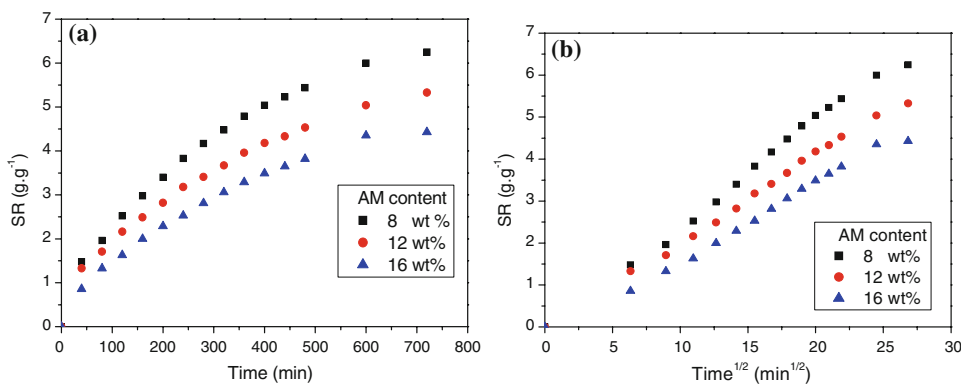 (a)
7
6
5
4
3
2
1
0
SR (g.g⁻¹)
0 100 200 300 400 500 600 700 800
Time (min)
AM content
8 wt %
12 wt%
16 wt%
(b)
7
6
5
4
3
2
1
0
SR (g.g⁻¹)
0 5 10 15 20 25 30
Time¹ᐟ² (min¹ᐟ²)
AM content
8 wt%
12 wt%
16 wt%